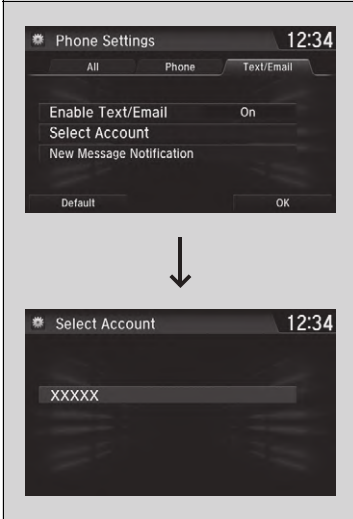 Phone Settings 12:34
All Phone Text/Email
Enable Text/Email On
Select Account
New Message Notification
Default OK
Select Account 12:34
XXXXX